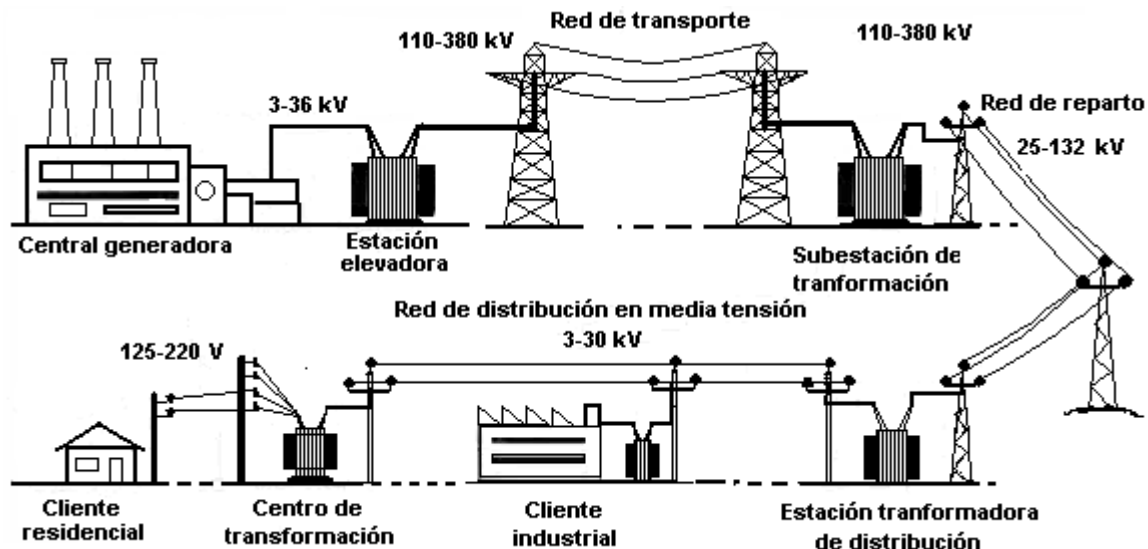 Red de transporte
110-380 kV
110-380 kV
3-36 kV
Red de reparto
25-132 kV
Central generadora
Estación
elevadora
Subestación de
tranformación
Red de distribución en media tensión
3-30 kV
125-220 V
Cliente
residencial
Centro de
transformación
Cliente
industrial
Estación tranformadora
de distribución